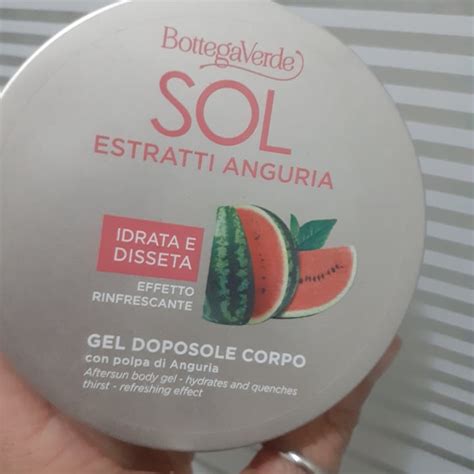 BottegaVerde
SOL
ESTRATTI ANGURIA
IDRATA E
DISSETA
EFFETTO
RINFRESCANTE
GEL DOPOSOLE CORPO
con polpa di Anguria
Aftersun body gel - hydrates and quenches
thirst - refreshing effect